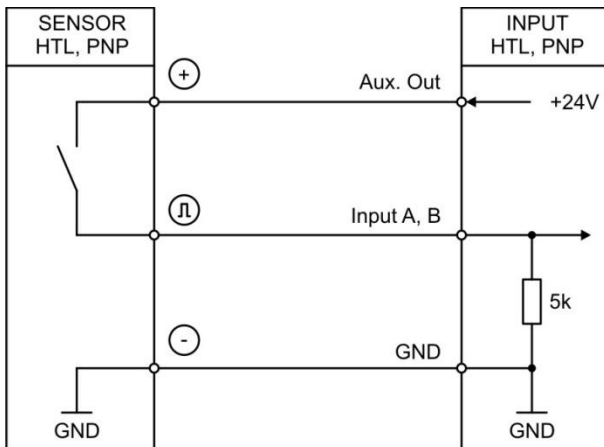 SENSOR
HTL, PNP
INPUT
HTL, PNP
+
Aux. Out
+24V
Input A, B
5k
-
GND
GND
GND